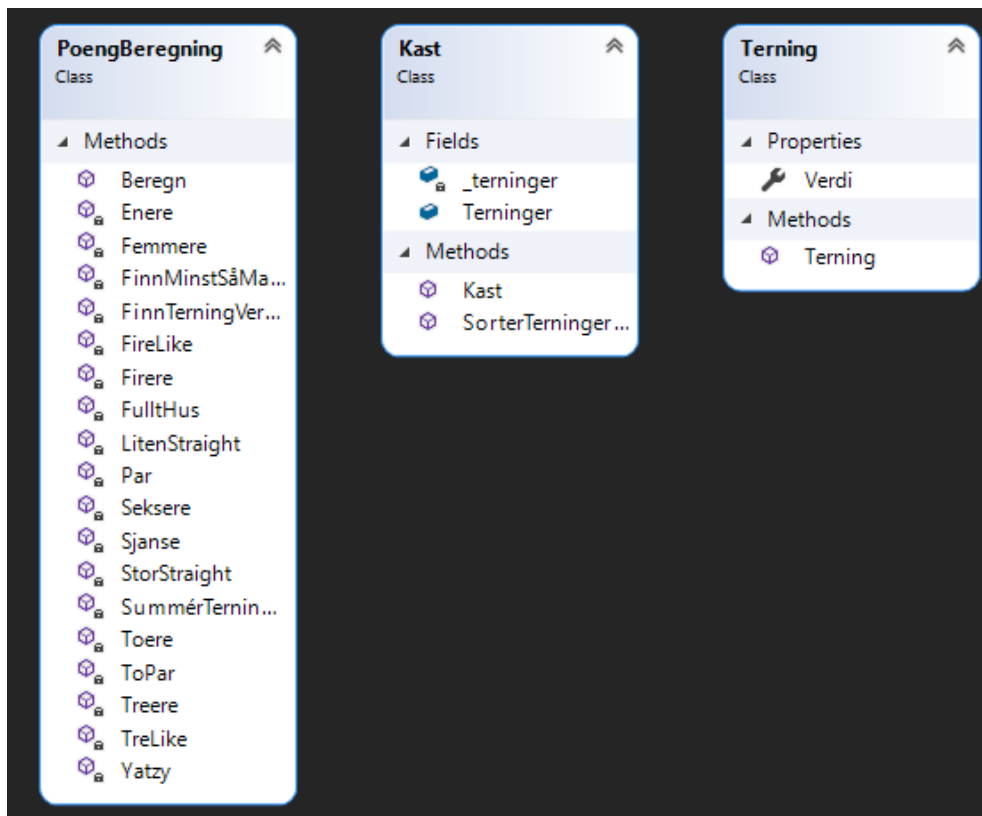 PoengBeregning
Class
Methods
Beregn
Enere
Femmere
FinnMinstSåMa...
FinnTerningVer...
FireLike
Firere
FulltHus
LitenStraight
Par
Seksere
Sjanse
StorStraight
SummérTernin...
Toere
ToPar
Treere
TreLike
Yatzy
Kast
Class
Fields
_terninger
Terninger
Methods
Kast
SorterTerninger...
Terning
Class
Properties
Verdi
Methods
Terning